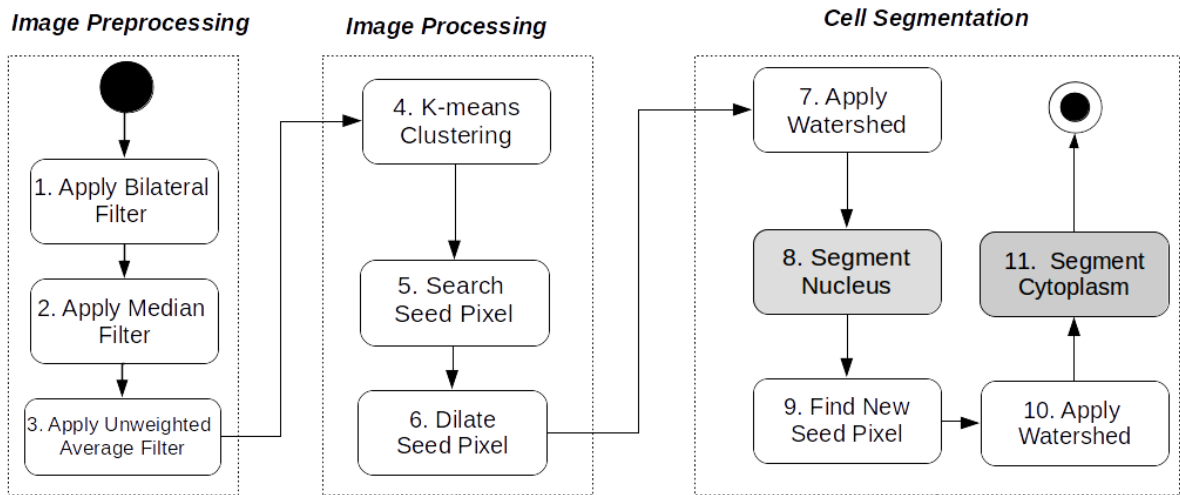 Image Preprocessing
1. Apply Bilateral
Filter
2. Apply Median
Filter
3. Apply Unweighted
Average Filter
Image Processing
4. K-means
Clustering
5. Search
Seed Pixel
6. Dilate
Seed Pixel
Cell Segmentation
7. Apply
Watershed
8. Segment
Nucleus
9. Find New
Seed Pixel
10. Apply
Watershed
11. Segment
Cytoplasm